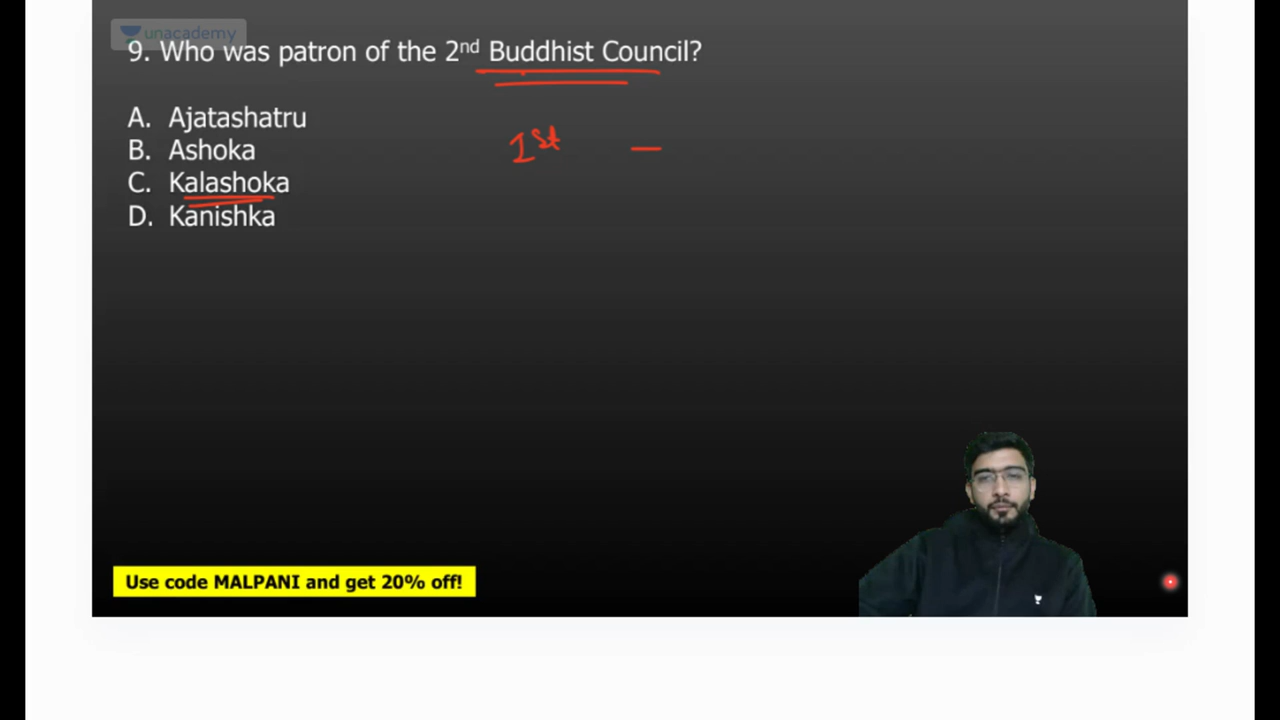 unacademy
9. Who was patron of the 2nd Buddhist Council?
A. Ajatashatru
1st —
B. Ashoka
C. Kalashoka
D. Kanishka
Use code MALPANI and get 20% off!